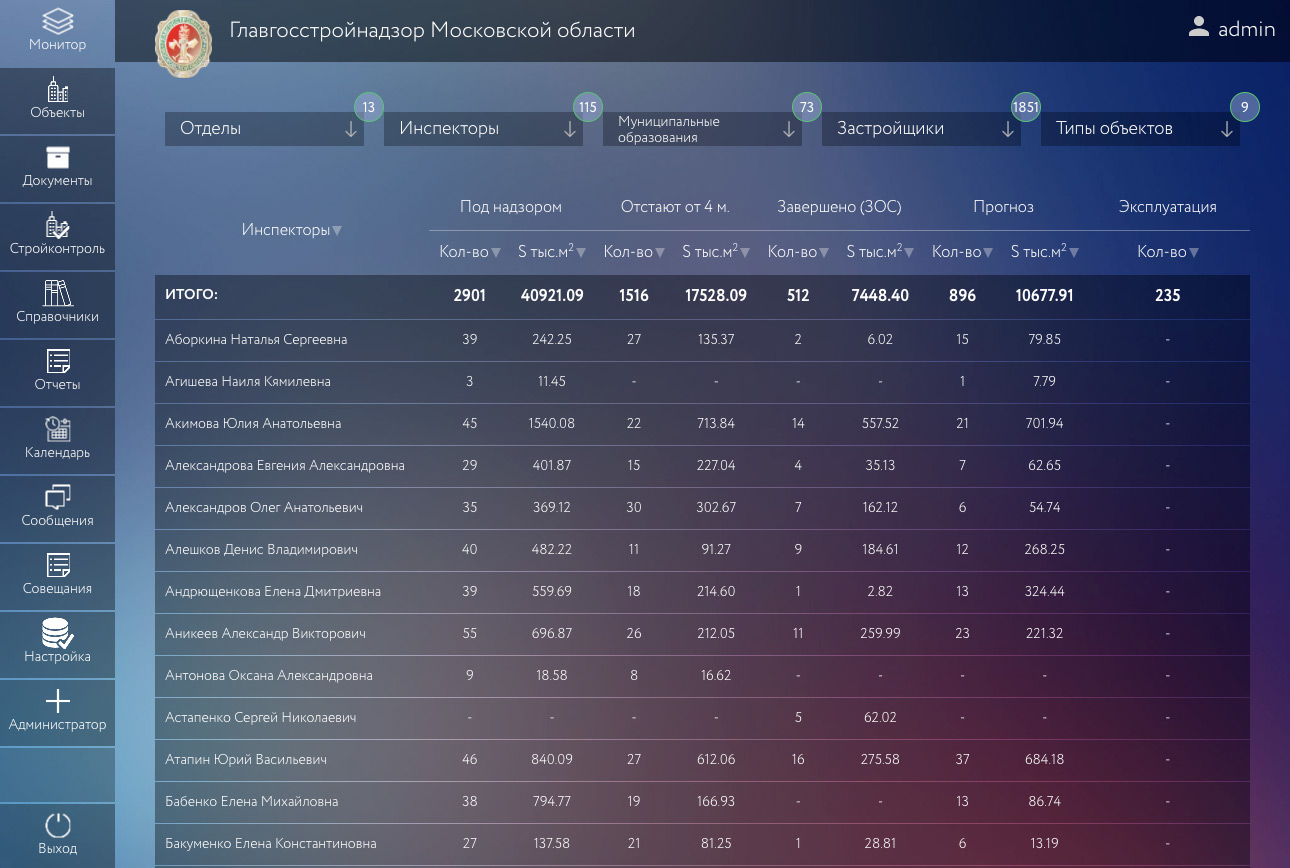 Главгосстройнадзор Московской области
admin
Монитор
Объекты
Документы
Стройконтроль
Справочники
Отчеты
Календарь
Сообщения
Совещания
Настройка
Администратор
Выход
Отделы 13
Инспекторы 115
Муниципальные
образования 73
Застройщики 1851
Типы объектов 9
Инспекторы▼ Под надзором Отстают от 4 м. Завершено (ЗОС) Прогноз Эксплуатация
Кол-во▼ S тыс.м²▼ Кол-во▼ S тыс.м²▼ Кол-во▼ S тыс.м²▼ Кол-во▼ S тыс.м²▼ Кол-во▼
ИТОГО: 2901 40921.09 1516 17528.09 512 7448.40 896 10677.91 235
Аборкина Наталья Сергеевна 39 242.25 27 135.37 2 6.02 15 79.85 -
Агишева Наиля Кямилевна 3 11.45 - - - - 1 7.79 -
Акимова Юлия Анатольевна 45 1540.08 22 713.84 14 557.52 21 701.94 -
Александрова Евгения Александровна 29 401.87 15 227.04 4 35.13 7 62.65 -
Александров Олег Анатольевич 35 369.12 30 302.67 7 162.12 6 54.74 -
Алешков Денис Владимирович 40 482.22 11 91.27 9 184.61 12 268.25 -
Андрющенкова Елена Дмитриевна 39 559.69 18 214.60 1 2.82 13 324.44 -
Аникеев Александр Викторович 55 696.87 26 212.05 11 259.99 23 221.32 -
Антонова Оксана Александровна 9 18.58 8 16.62 - - - - -
Астапенко Сергей Николаевич - - - - 5 62.02 - - -
Атапин Юрий Васильевич 46 840.09 27 612.06 16 275.58 37 684.18 -
Бабенко Елена Михайловна 38 794.77 19 166.93 - - 13 86.74 -
Бакуменко Елена Константиновна 27 137.58 21 81.25 1 28.81 6 13.19 -